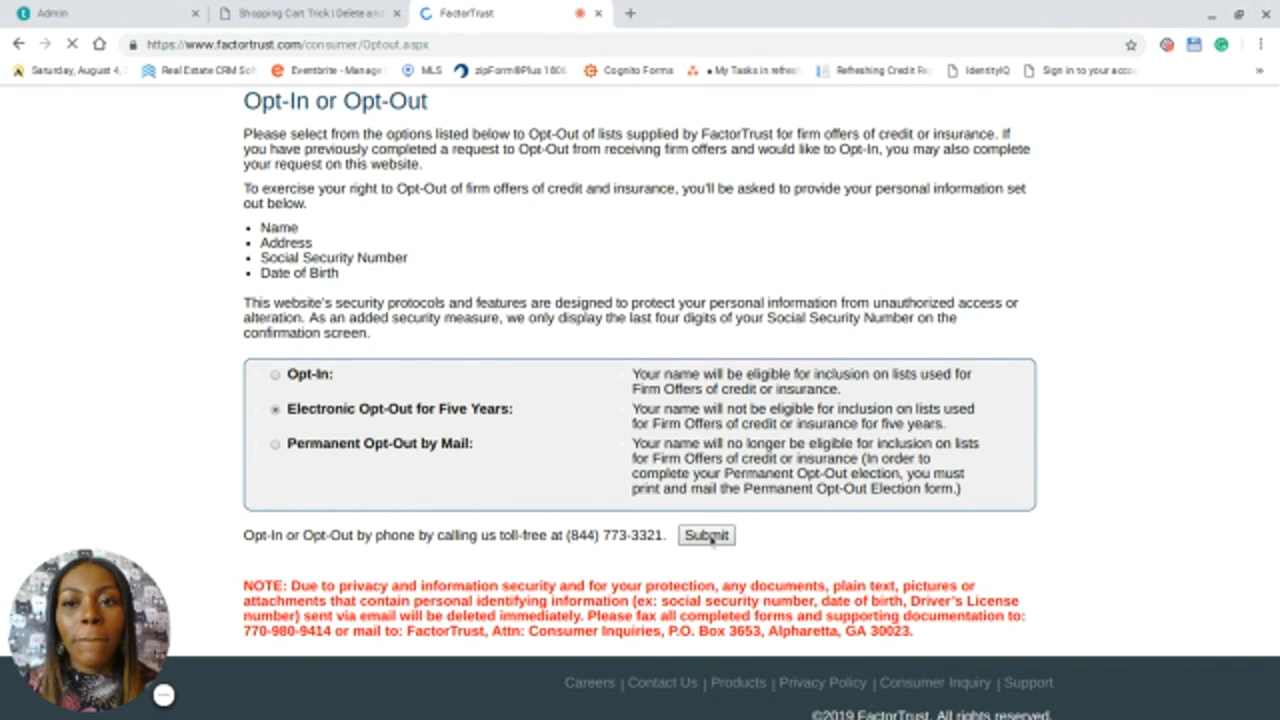 Admin
Shopping Cart Trick | Delete an
FactorTrust
https://www.factortrust.com/consumer/Optout.aspx
Saturday, August 4,
Real Estate CRM Sof
Eventbrite - Manage
MLS
zipForm®Plus
Cognito Forms
• My Tasks in refres
Refreshing Credit Re
IdentityIQ
Sign in to your acco
»
Opt-In or Opt-Out
Please select from the options listed below to Opt-Out of lists supplied by FactorTrust for firm offers of credit or insurance. If
you have previously completed a request to Opt-Out from receiving firm offers and would like to Opt-In, you may also complete
your request on this website.
To exercise your right to Opt-Out of firm offers of credit and insurance, you'll be asked to provide your personal information set
out below.
• Name
• Address
• Social Security Number
• Date of Birth
This website's security protocols and features are designed to protect your personal information from unauthorized access or
alteration. As an added security measure, we only display the last four digits of your Social Security Number on the
confirmation screen.
Opt-In: Your name will be eligible for inclusion on lists used for
Firm Offers of credit or insurance.
Electronic Opt-Out for Five Years: Your name will not be eligible for inclusion on lists used
for Firm Offers of credit or insurance for five years.
Permanent Opt-Out by Mail: Your name will no longer be eligible for inclusion on lists
for Firm Offers of credit or insurance (In order to
complete your Permanent Opt-Out election, you must
print and mail the Permanent Opt-Out Election form.)
Opt-In or Opt-Out by phone by calling us toll-free at (844) 773-3321. Submit
NOTE: Due to privacy and information security and for your protection, any documents, plain text, pictures or
attachments that contain personal identifying information (ex: social security number, date of birth, Driver's License
number) sent via email will be deleted immediately. Please fax all completed forms and supporting documentation to:
770-980-9414 or mail to: FactorTrust, Attn: Consumer Inquiries, P.O. Box 3653, Alpharetta, GA 30023.
Careers | Contact Us | Products | Privacy Policy | Consumer Inquiry | Support
©2019 FactorTrust. All rights reserved.